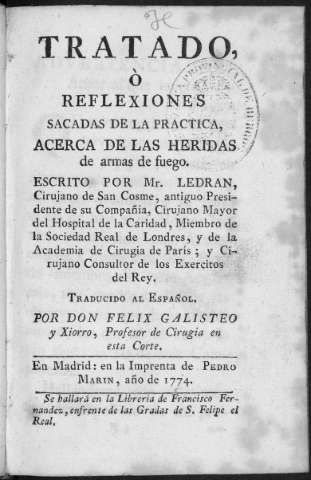 TRATADO,
Ò
REFLEXIONES
SACADAS DE LA PRACTICA,
ACERCA DE LAS HERIDAS
de armas de fuego.
ESCRITO POR Mr. LEDRAN,
Cirujano de San Cosme, antiguo Presi-
dente de su Compañia, Cirujano Mayor
del Hospital de la Caridad, Miembro de
la Sociedad Real de Londres, y de la
Academia de Cirugia de París; y Ci-
rujano Consultor de los Exercitos
del Rey.
TRADUCIDO AL ESPAÑOL.
POR DON FELIX GALISTEO
y Xiorro, Profesor de Cirugia en
esta Corte.
En Madrid: en la Imprenta de PEDRO
MARIN, año de 1774.
Se hallará en la Libreria de Francisco Fer-
nandez, enfrente de las Gradas de S. Felipe el
Real.